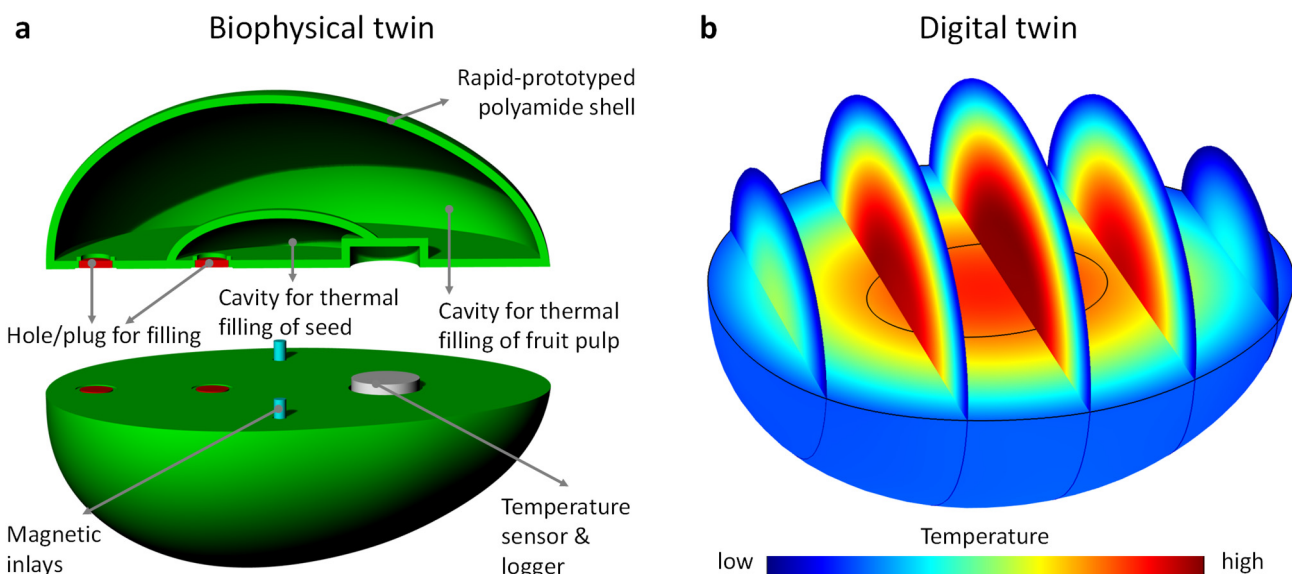 a
Biophysical twin
Rapid-prototyped
polyamide shell
Cavity for thermal
filling of seed
Cavity for thermal
filling of fruit pulp
Hole/plug for filling
Magnetic
inlays
Temperature
sensor &
logger
b
Digital twin
Temperature
low
high